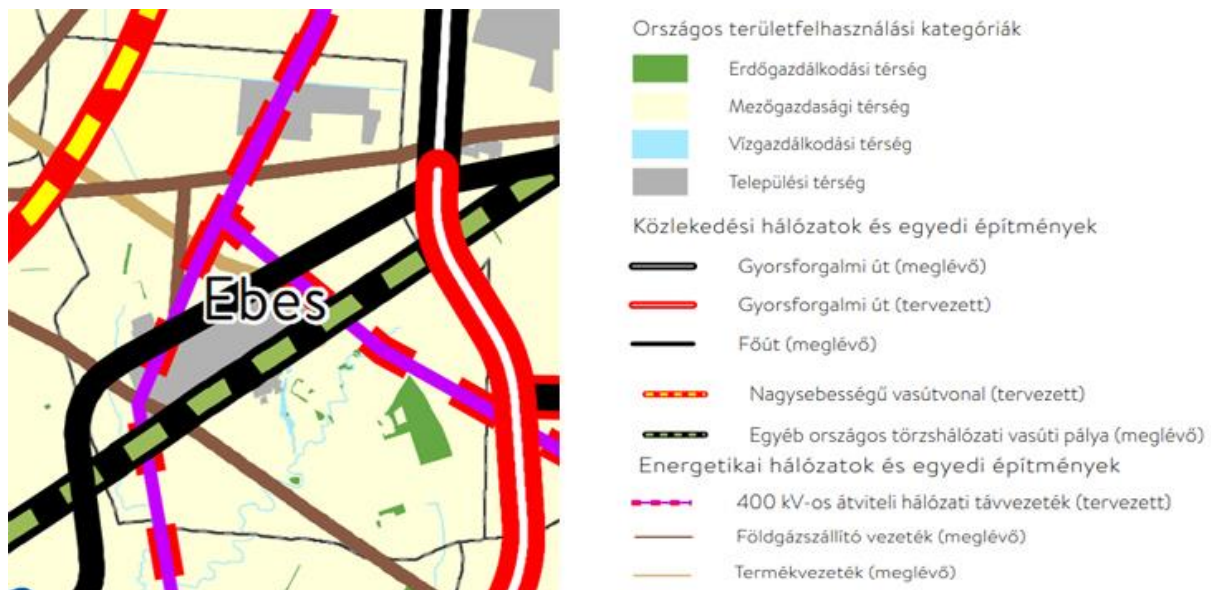 Ebes
Országos területfelhasználási kategóriák
Erdőgazdálkodási térség
Mezőgazdasági térség
Vízgazdálkodási térség
Települési térség
Közlekedési hálózatok és egyedi építmények
Gyorsforgalmi út (meglévő)
Gyorsforgalmi út (tervezett)
Főút (meglévő)
Nagysebességű vasútvonal (tervezett)
Egyéb országos törzshálózati vasúti pálya (meglévő)
Energetikai hálózatok és egyedi építmények
400 kV-os átviteli hálózati távvezeték (tervezett)
Földgázszállító vezeték (meglévő)
Termékvezeték (meglévő)